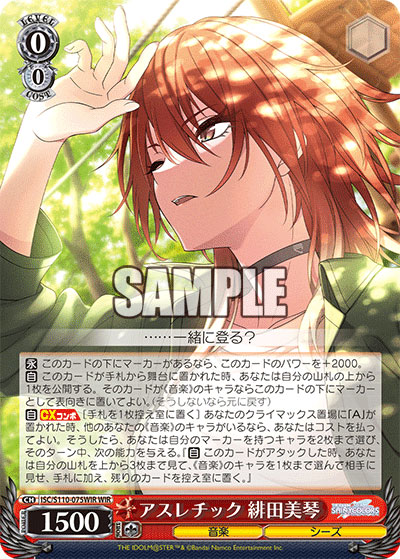 LEVEL
0
0
COST
SAMPLE
……一緒に登る?
永 このカードの下にマーカーがあるなら、このカードのパワーを+2000。
自 このカードが手札から舞台に置かれた時、あなたは自分の山札の上から
1枚を公開する。そのカードが《音楽》のキャラならこのカードの下にマーカー
として表向きに置いてよい。(そうしないなら元に戻す)
自 CXコンボ [手札を1枚控え室に置く] あなたのクライマックス置場に「A」が
置かれた時、他のあなたの《音楽》のキャラがいるなら、あなたはコストを払っ
てよい。そうしたら、あなたは自分のマーカーを持つキャラを2枚まで選び、
そのターン中、次の能力を与える。『自 このカードがアタックした時、あなた
は自分の山札を上から3枚まで見て、《音楽》のキャラを1枚まで選んで相手に
見せ、手札に加え、残りのカードを控え室に置く。』
CH ISC/S110-075WIR WIR
POWER
1500
アスレチック 緋田美琴
SHINYCOLORS
音楽
シーズ
THE IDOLM@STER™& ©Bandai Namco Entertainment Inc.